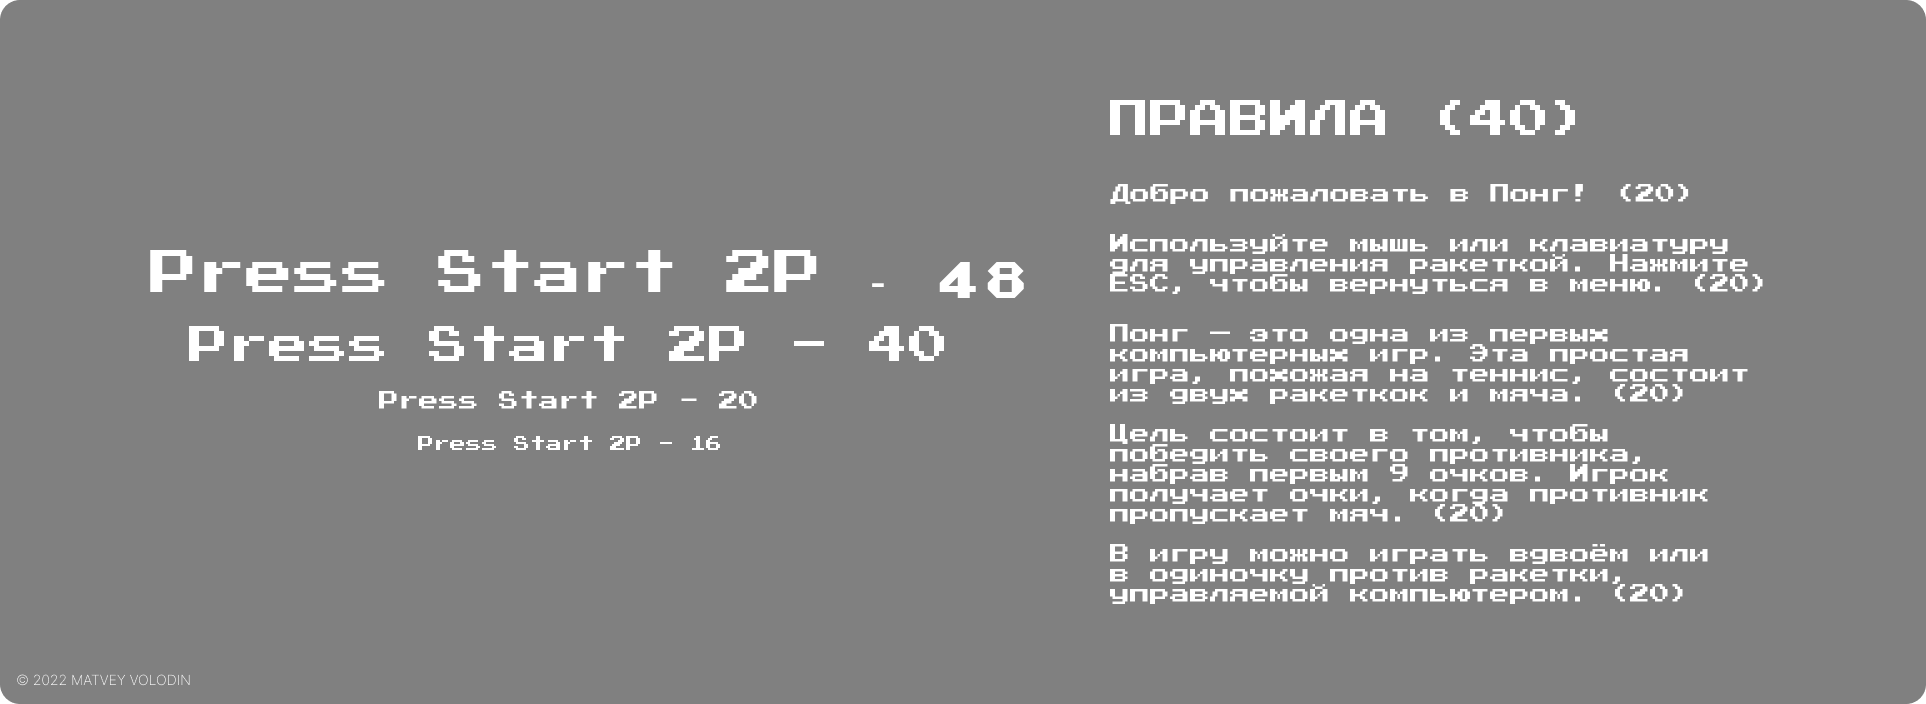 Press Start 2P - 48
Press Start 2P - 40
Press Start 2P - 20
Press Start 2P - 16
ПРАВИЛА (40)
Добро пожаловать в Понг! (20)
Используйте мышь или клавиатуру
для управления ракеткой. Нажмите
ESC, чтобы вернуться в меню. (20)
Понг — это одна из первых
компьютерных игр. Эта простая
игра, похожая на теннис, состоит
из двух ракеткок и мяча. (20)
Цель состоит в том, чтобы
победить своего противника,
набрав первым 9 очков. Игрок
получает очки, когда противник
пропускает мяч. (20)
В игру можно играть вдвоём или
в одиночку против ракетки,
управляемой компьютером. (20)
© 2022 MATVEY VOLODIN